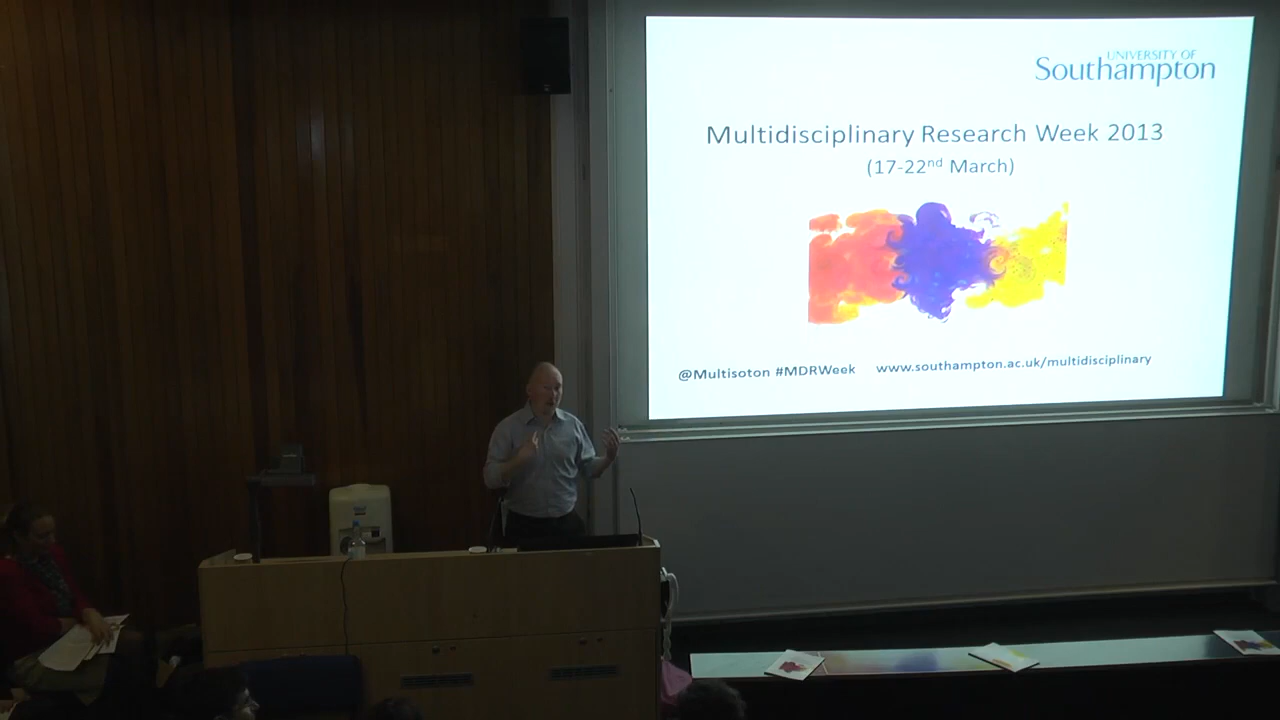 UNIVERSITY OF
Southampton
Multidisciplinary Research Week 2013
(17-22nd March)
@Multisoton #MDRWeek www.southampton.ac.uk/multidisciplinary